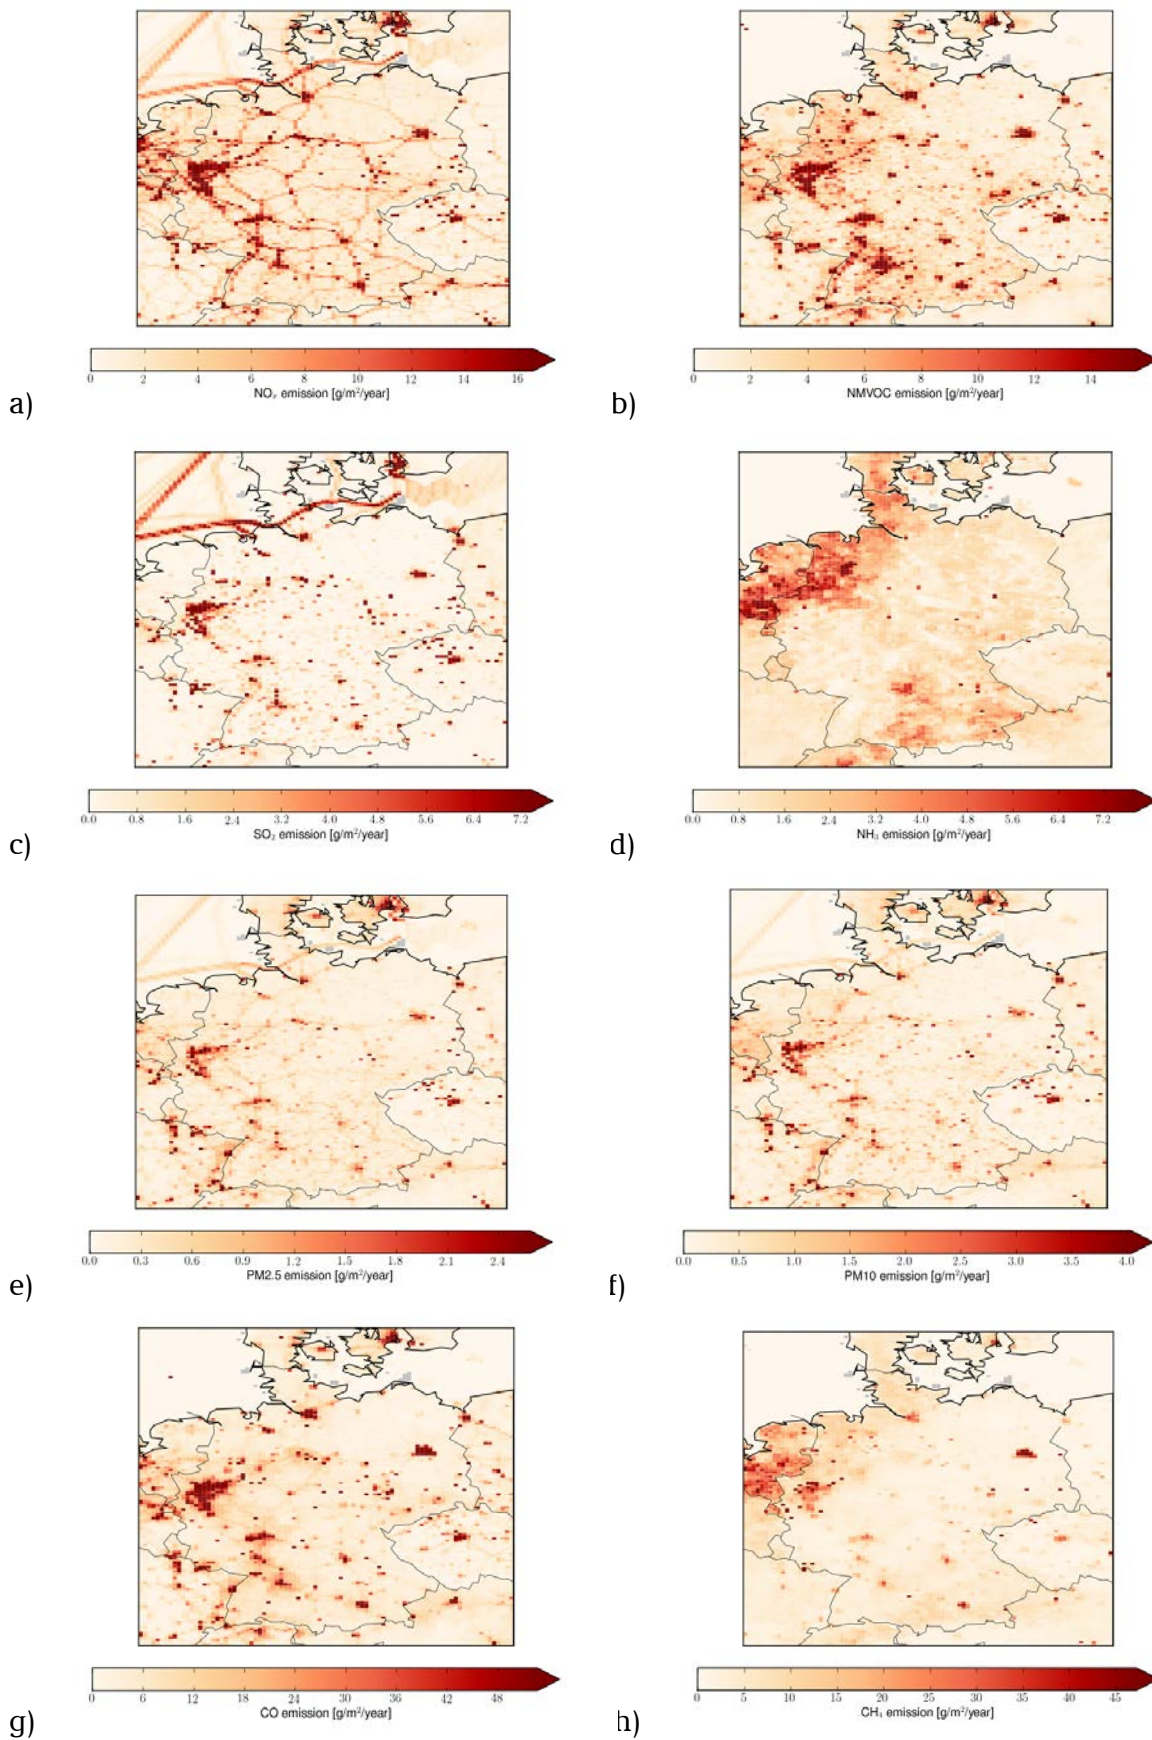 0 2 4 6 8 10 12 14 16
NOₓ emission [g/m²/year]
a)
0 2 4 6 8 10 12 14
NMVOC emission [g/m²/year]
b)
0.0 0.8 1.6 2.4 3.2 4.0 4.8 5.6 6.4 7.2
SO₂ emission [g/m²/year]
c)
0.0 0.8 1.6 2.4 3.2 4.0 4.8 5.6 6.4 7.2
NH₃ emission [g/m²/year]
d)
0.0 0.3 0.6 0.9 1.2 1.5 1.8 2.1 2.4
PM2.5 emission [g/m²/year]
e)
0.0 0.5 1.0 1.5 2.0 2.5 3.0 3.5 4.0
PM10 emission [g/m²/year]
f)
0 6 12 18 24 30 36 42 48
CO emission [g/m²/year]
g)
0 5 10 15 20 25 30 35 40 45
CH₄ emission [g/m²/year]
h)